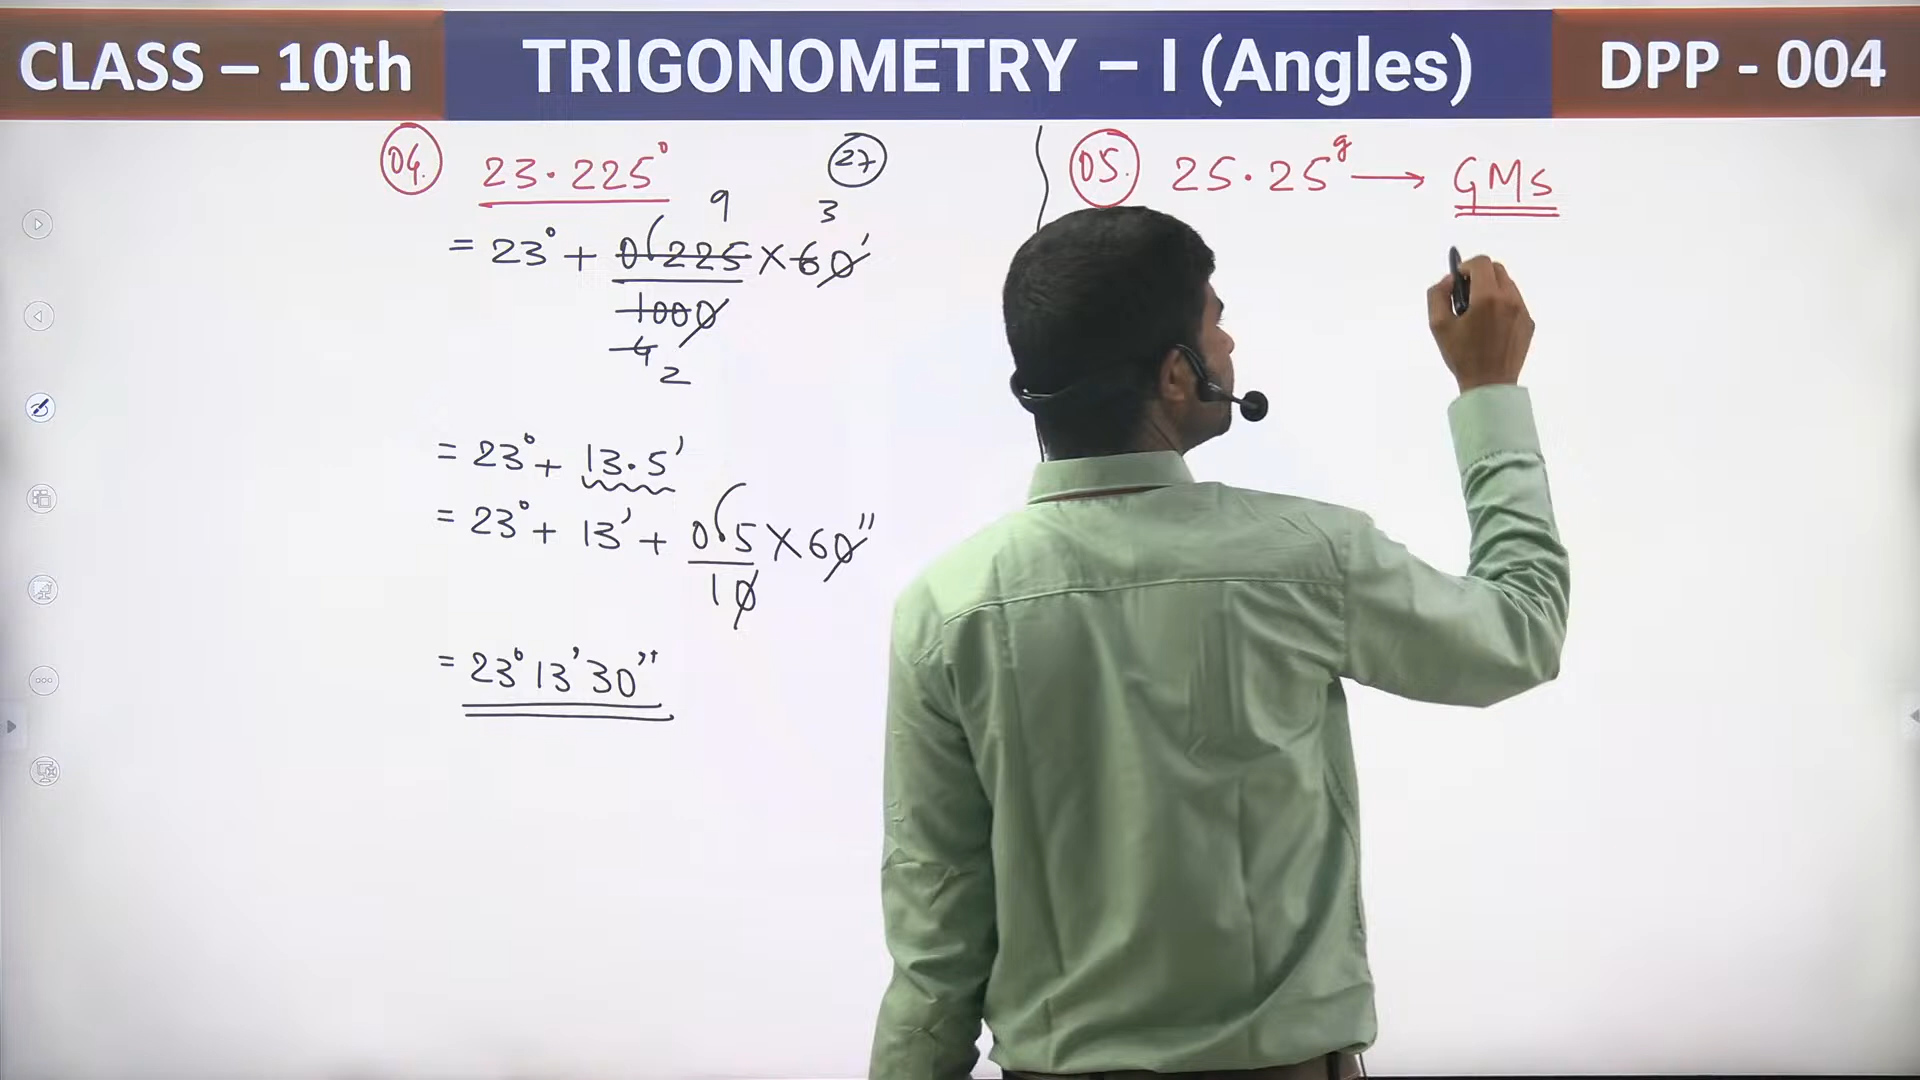 CLASS – 10th TRIGONOMETRY – I (Angles) DPP - 004
04. 23.225° 27
9 3
= 23° + 0.225 × 60'
1000
4 2
= 23° + 13.5'
= 23° + 13' + 0.5 × 60"
10
= 23° 13' 30"
05. 25.25ᵍ → GMs